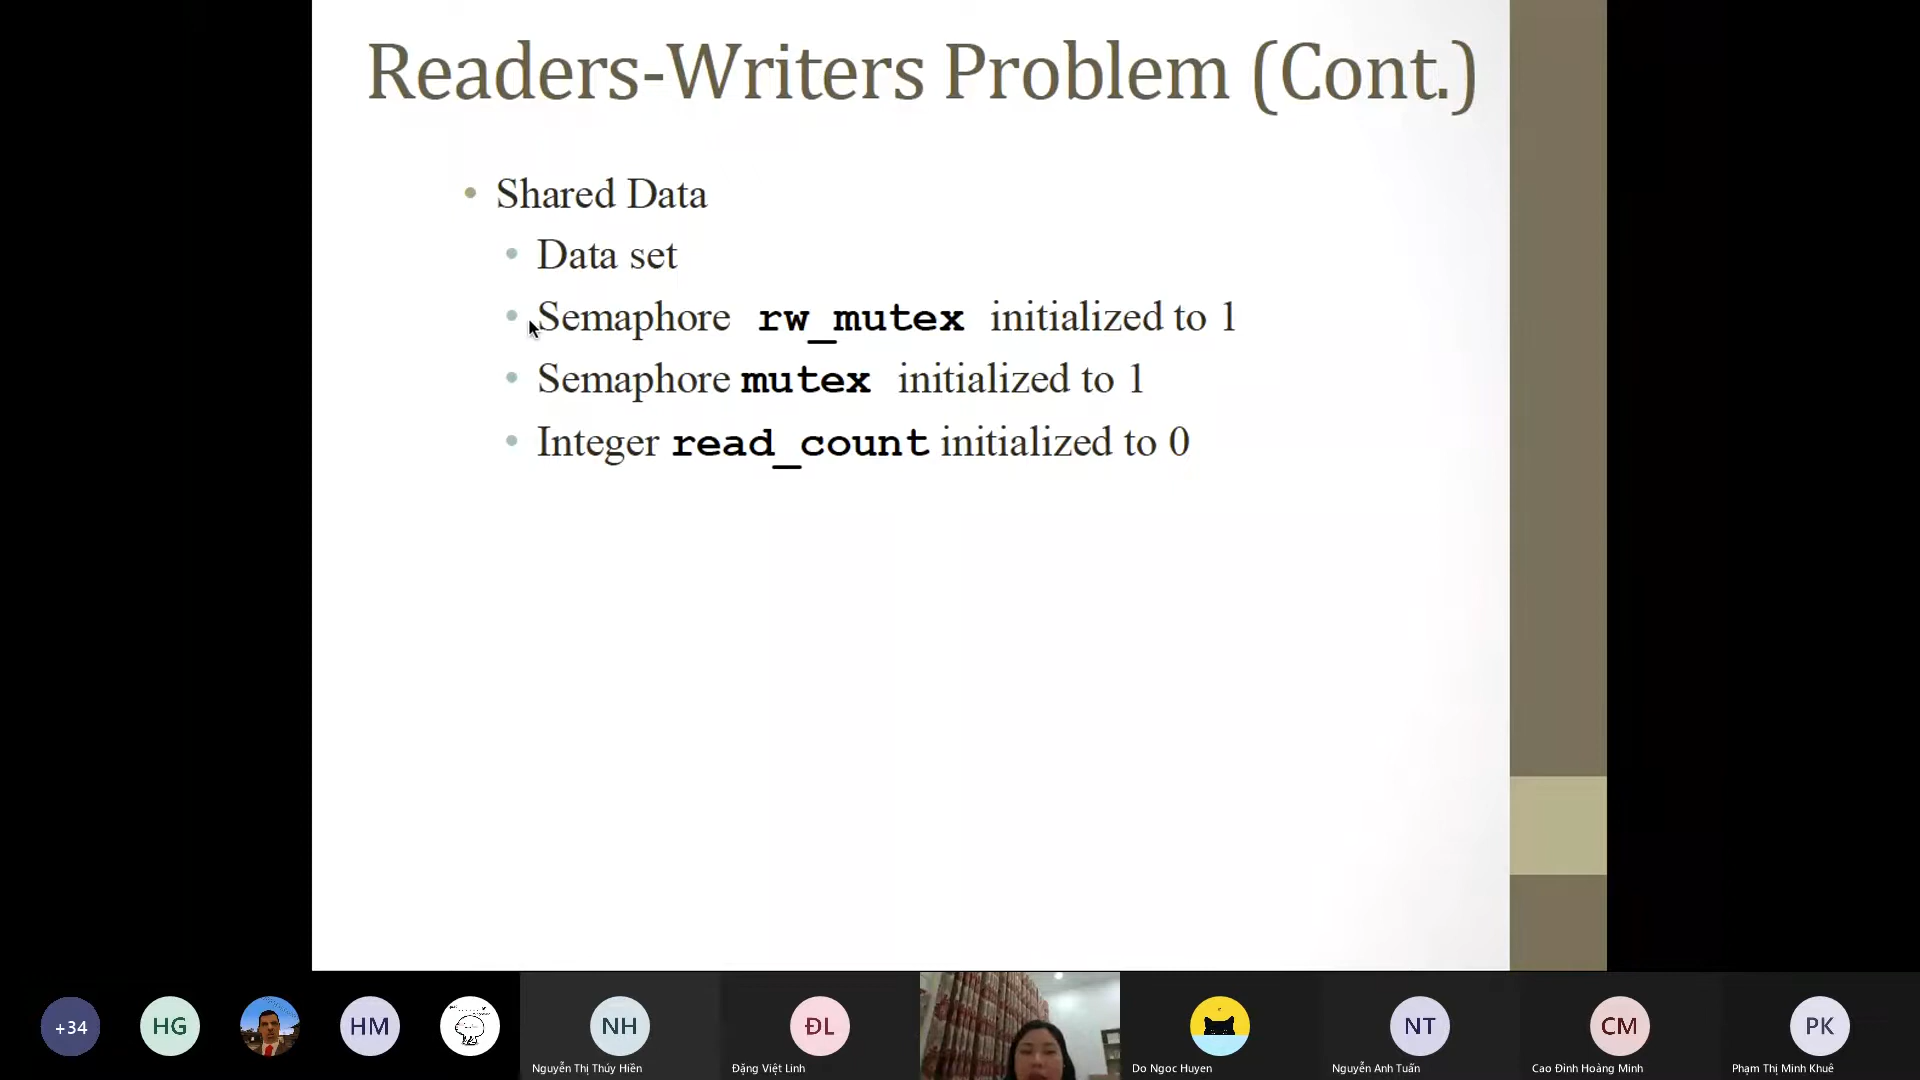 Readers-Writers Problem (Cont.)
• Shared Data
• Data set
• Semaphore rw_mutex initialized to 1
• Semaphore mutex initialized to 1
• Integer read_count initialized to 0
+34
HG
HM
NH
ĐL
NT
CM
PK
Nguyễn Thị Thúy Hiền
Đặng Việt Linh
Do Ngoc Huyen
Nguyễn Anh Tuấn
Cao Đình Hoàng Minh
Phạm Thị Minh Khuê